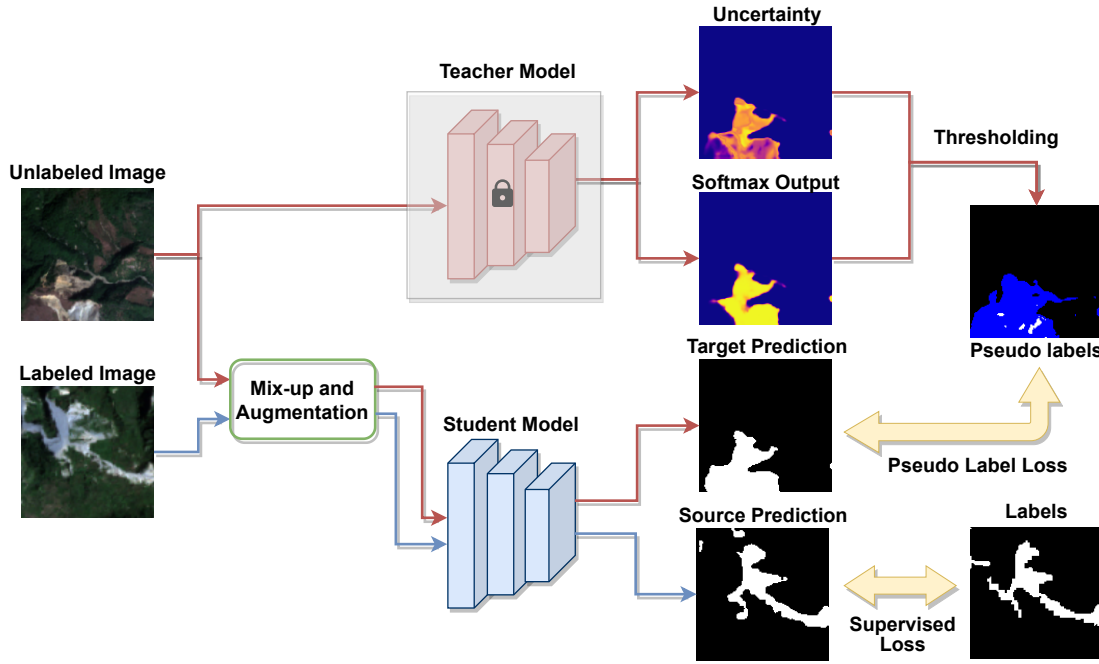 Uncertainty
Teacher Model
Thresholding
Unlabeled Image
Softmax Output
Target Prediction
Pseudo labels
Labeled Image
Mix-up and
Augmentation
Student Model
Pseudo Label Loss
Source Prediction
Labels
Supervised
Loss